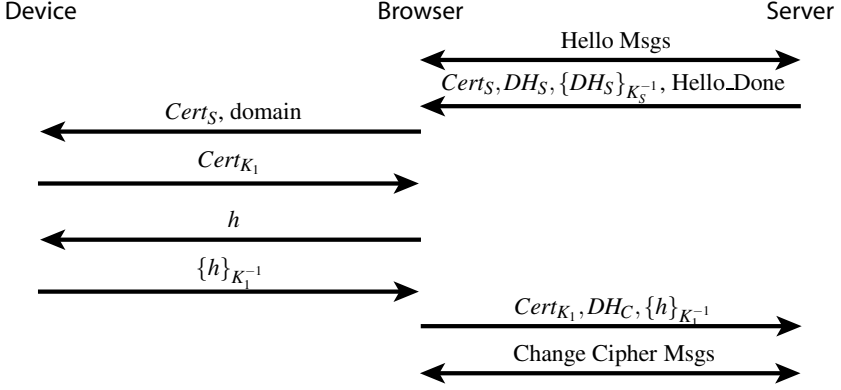 Device Browser Server
Hello Msgs
Cert_S, DH_S, {DH_S}_{K_S^{-1}}, Hello_Done
Cert_S, domain
Cert_{K_1}
h
{h}_{K_1^{-1}}
Cert_{K_1}, DH_C, {h}_{K_1^{-1}}
Change Cipher Msgs